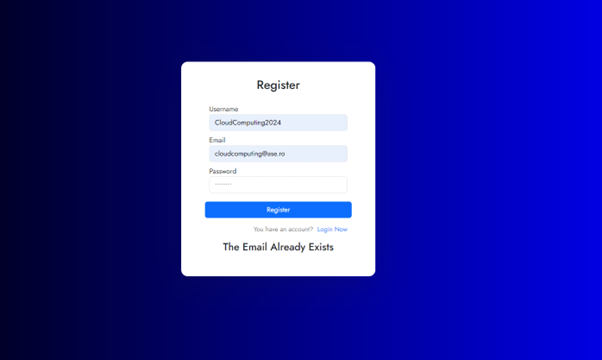 Register
Username
CloudComputing2024
Email
cloudcomputing@ase.ro
Password
Register
You have an account? Login Now
The Email Already Exists